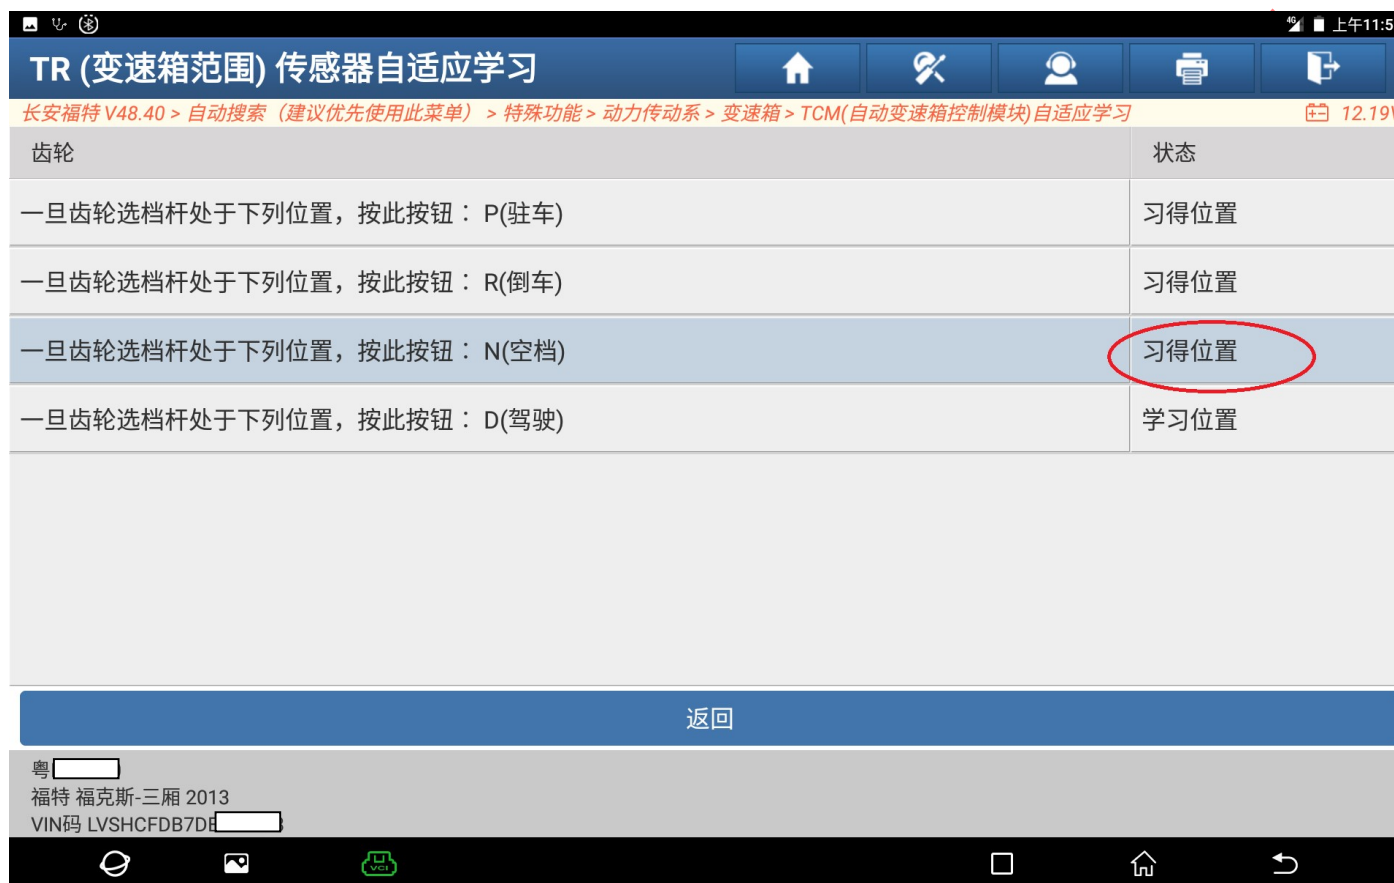 4G 上午11:5
TR (变速箱范围) 传感器自适应学习
长安福特 V48.40 > 自动搜索（建议优先使用此菜单） > 特殊功能 > 动力传动系 > 变速箱 > TCM(自动变速箱控制模块)自适应学习 12.19V
齿轮 状态
一旦齿轮选档杆处于下列位置，按此按钮： P(驻车) 习得位置
一旦齿轮选档杆处于下列位置，按此按钮： R(倒车) 习得位置
一旦齿轮选档杆处于下列位置，按此按钮： N(空档) 习得位置
一旦齿轮选档杆处于下列位置，按此按钮： D(驾驶) 学习位置
返回
粤
福特 福克斯-三厢 2013
VIN码 LVSHCFDB7DE
VCI